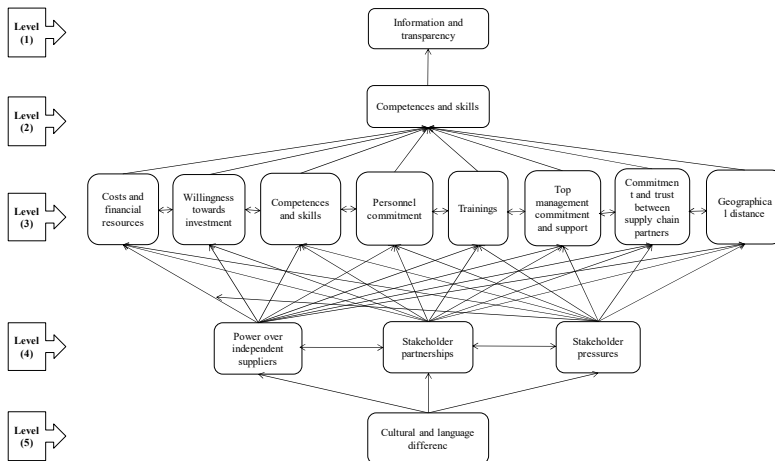 Level
(1)
Information and
transparency
Level
(2)
Competences and skills
Level
(3)
Costs and
financial
resources
Willingness
towards
investment
Competences
and skills
Personnel
commitment
Trainings
Top
management
commitment
and support
Commitmen
t and trust
between
supply chain
partners
Geographica
l distance
Level
(4)
Power over
independent
suppliers
Stakeholder
partnerships
Stakeholder
pressures
Level
(5)
Cultural and language
differenc